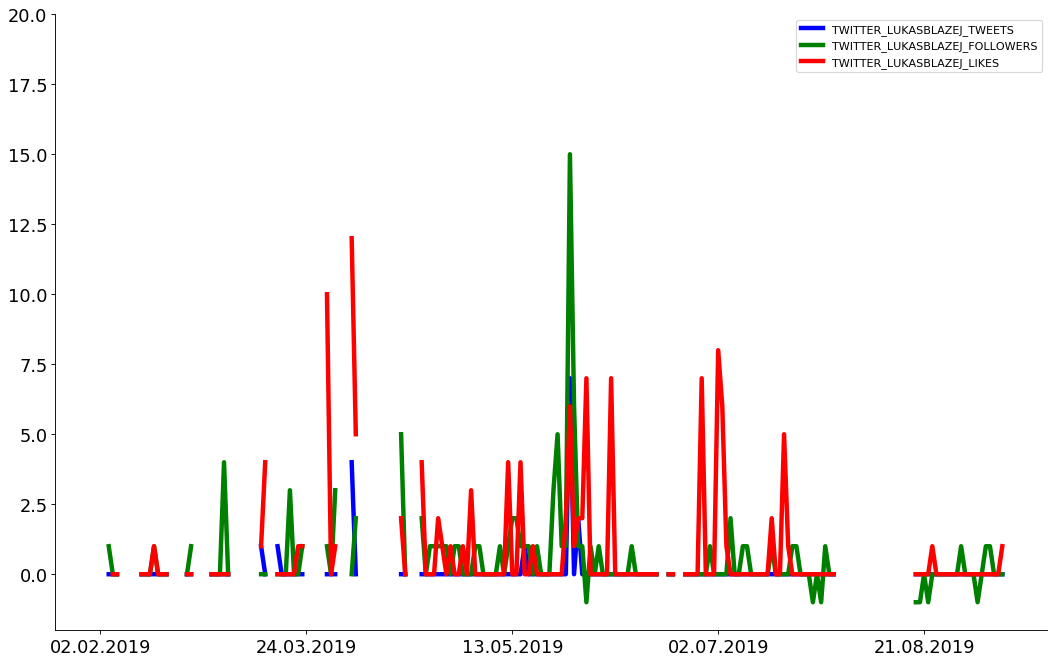 20.0
17.5
15.0
12.5
10.0
7.5
5.0
2.5
0.0
TWITTER_LUKASBLAZEJ_TWEETS
TWITTER_LUKASBLAZEJ_FOLLOWERS
TWITTER_LUKASBLAZEJ_LIKES
02.02.2019 24.03.2019 13.05.2019 02.07.2019 21.08.2019